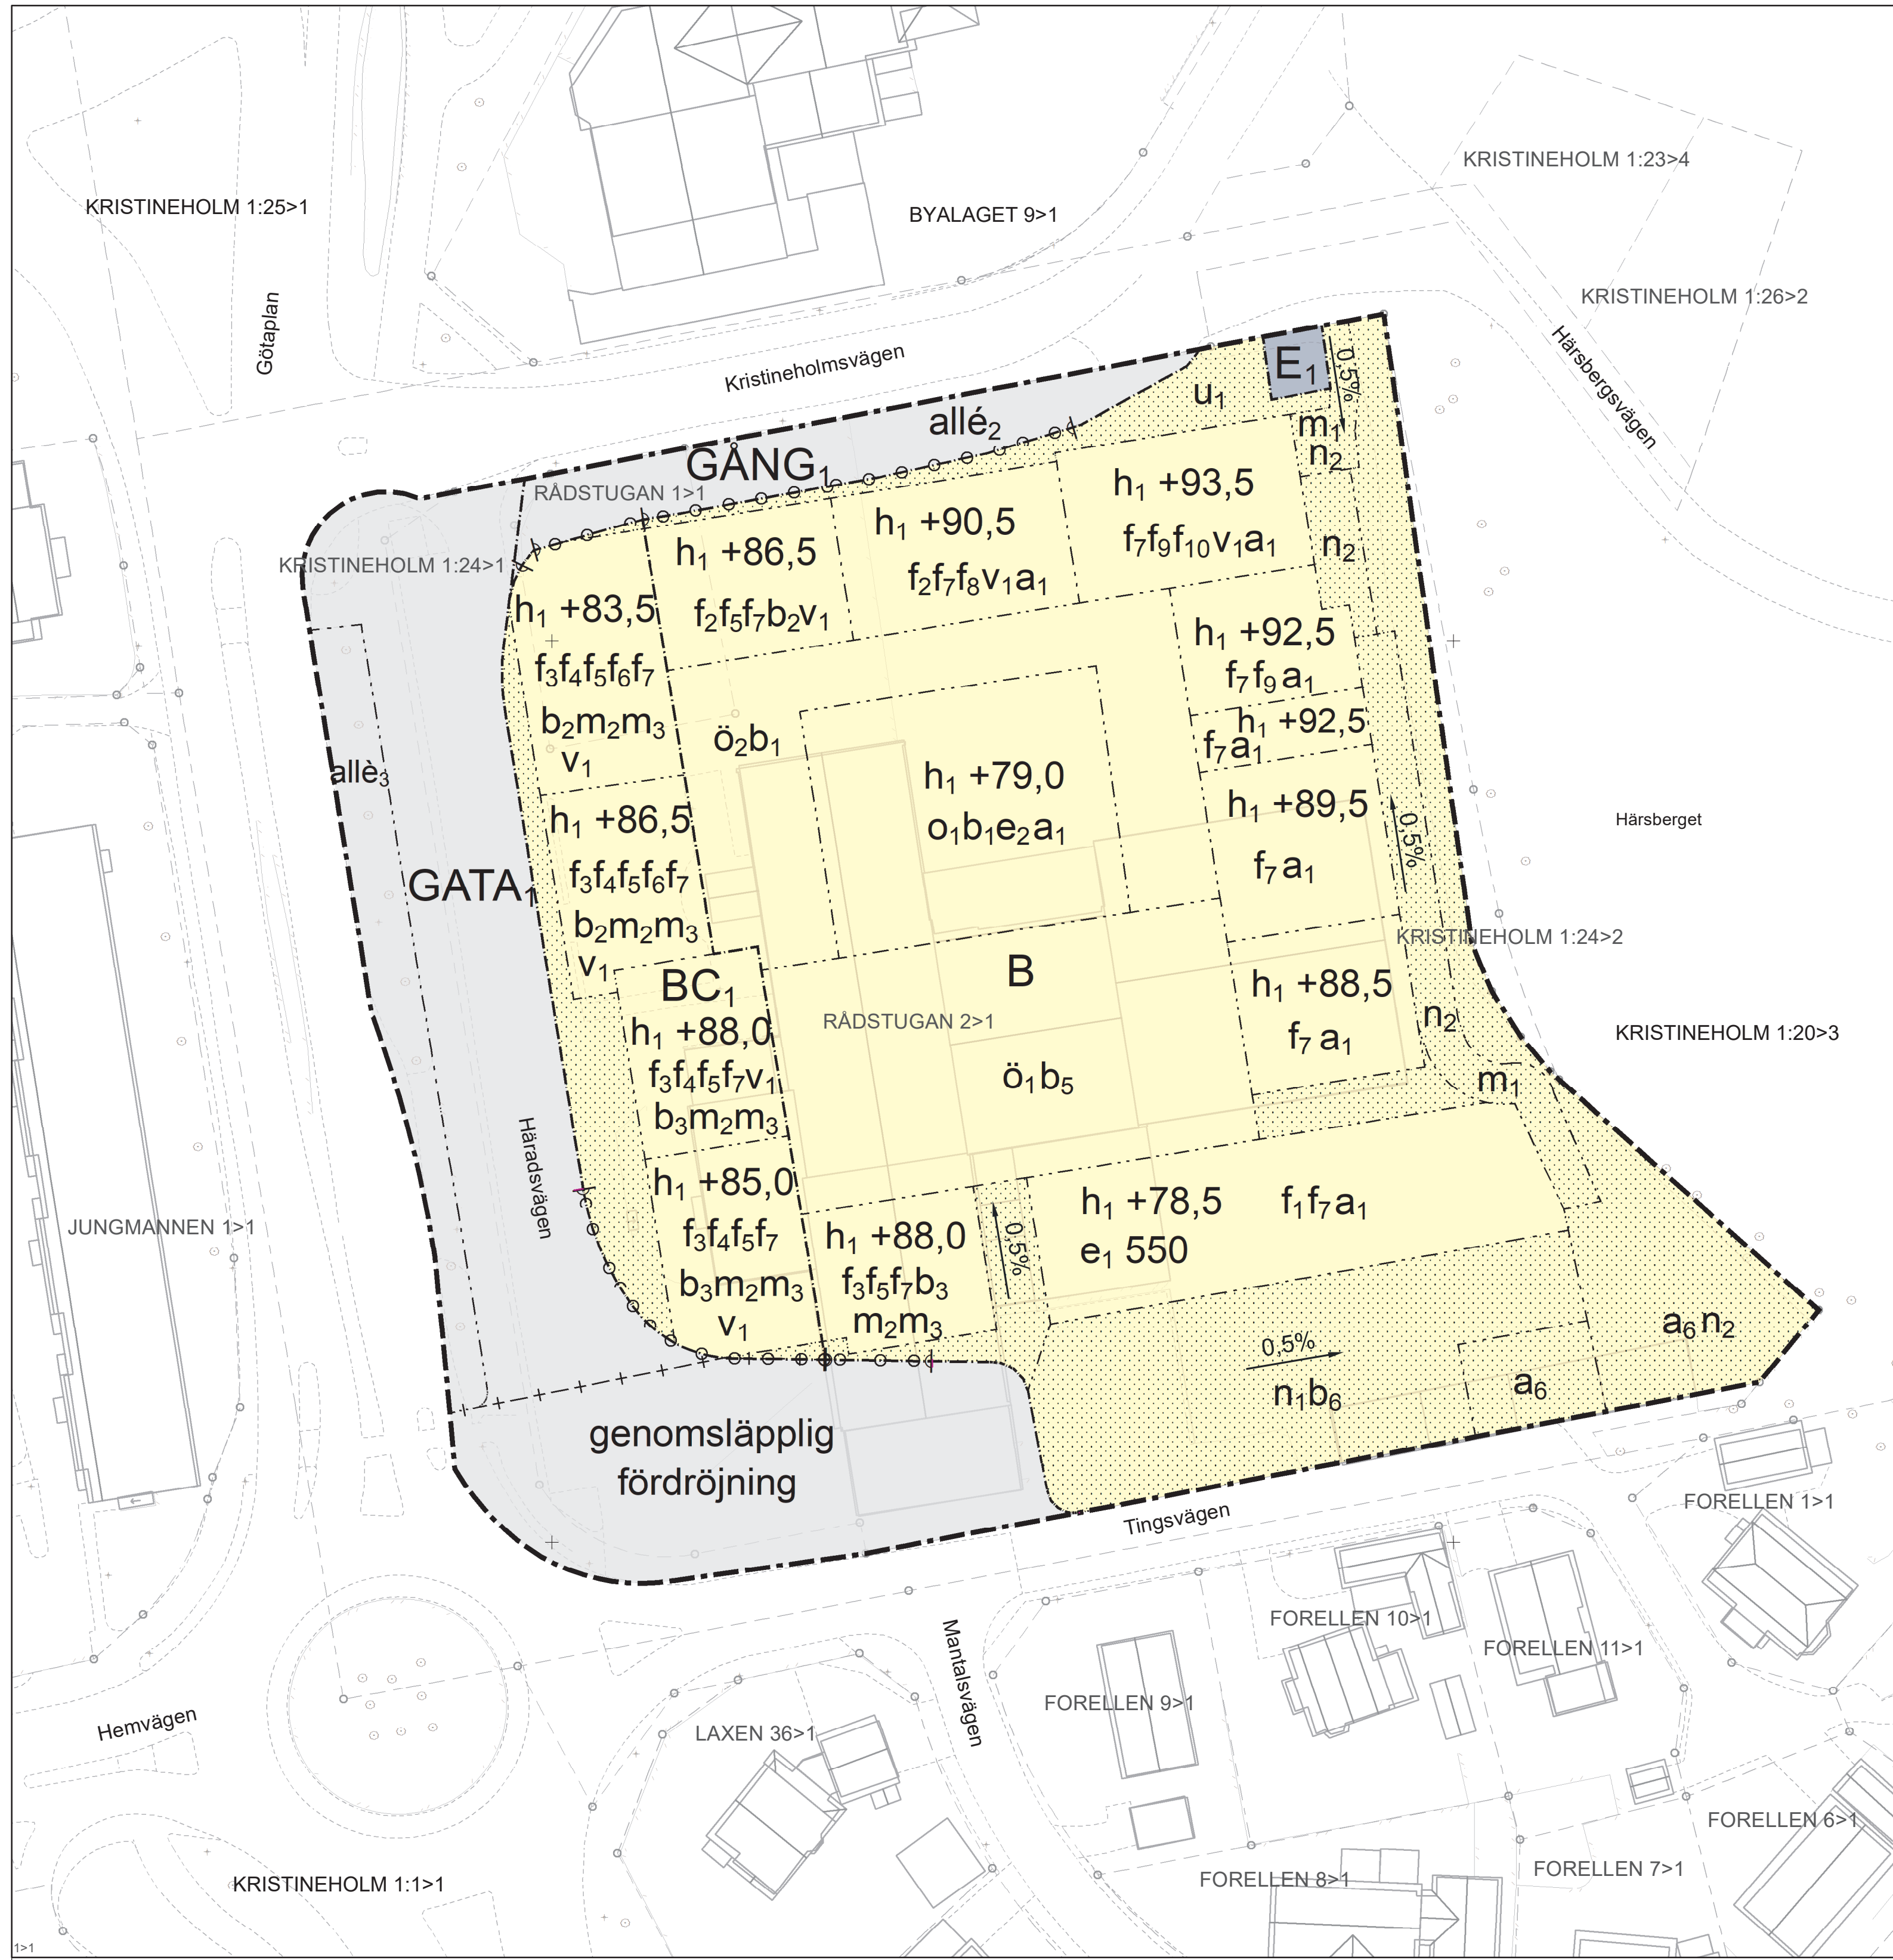 KRISTINEHOLM 1:23>4
KRISTINEHOLM 1:25>1
BYALAGET 9>1
KRISTINEHOLM 1:26>2
Götaplan
Härsbergsvägen
Kristineholmsvägen
E₁
0,5%
u₁
allé₂
m₁
n₂
GÅNG₁
RÅDSTUGAN 1>1
h₁ +93,5
f₇f₉f₁₀v₁a₁
h₁ +90,5
f₂f₇f₈v₁a₁
h₁ +86,5
f₂f₅f₇b₂v₁
n₂
KRISTINEHOLM 1:24>1
h₁ +83,5
f₃f₄f₅f₆f₇
b₂m₂m₃
v₁
h₁ +92,5
f₇f₉a₁
h₁ +92,5
f₇a₁
ö₂b₁
allè₃
h₁ +79,0
o₁b₁e₂a₁
h₁ +89,5
f₇a₁
0,5%
Härsberget
h₁ +86,5
f₃f₄f₅f₆f₇
b₂m₂m₃
v₁
GATA₁
KRISTINEHOLM 1:24>2
BC₁
h₁ +88,0
f₃f₄f₅f₇v₁
b₃m₂m₃
B
RÅDSTUGAN 2>1
ö₁b₅
h₁ +88,5
f₇a₁
n₂
KRISTINEHOLM 1:20>3
m₁
Häradsvägen
JUNGMANNEN 1>1
h₁ +85,0
f₃f₄f₅f₇
b₃m₂m₃
v₁
h₁ +88,0
f₃f₅f₇b₃
m₂m₃
0,5%
h₁ +78,5
f₁f₇a₁
e₁ 550
0,5%
n₁b₆
a₆
a₆n₂
genomsläpplig
fördröjning
Tingsvägen
FORELLEN 1>1
Mantalsvägen
FORELLEN 10>1
FORELLEN 11>1
FORELLEN 9>1
Hemvägen
LAXEN 36>1
FORELLEN 6>1
FORELLEN 7>1
FORELLEN 8>1
KRISTINEHOLM 1:1>1
1>1